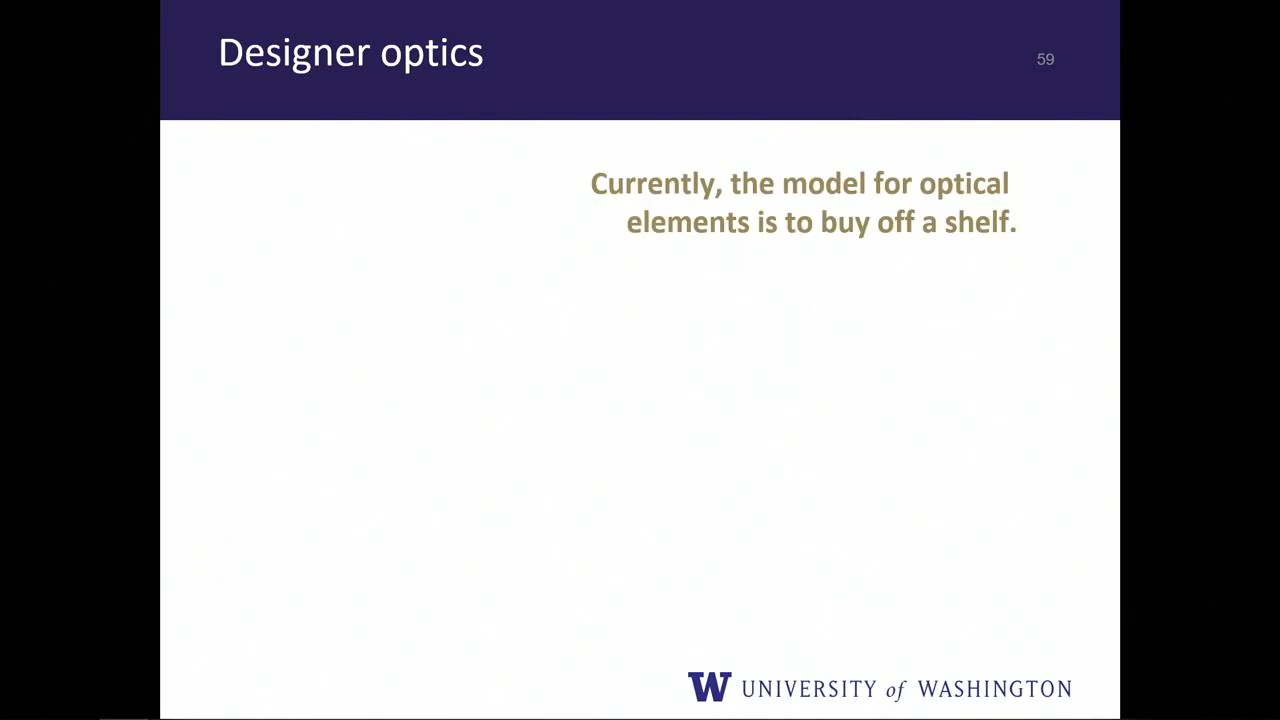 Designer optics
59
Currently, the model for optical
elements is to buy off a shelf.
W UNIVERSITY of WASHINGTON